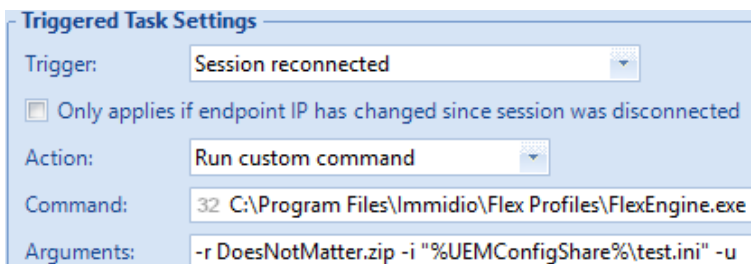 Triggered Task Settings
Trigger: Session reconnected
Only applies if endpoint IP has changed since session was disconnected
Action: Run custom command
Command: 32 C:\Program Files\Immidio\Flex Profiles\FlexEngine.exe
Arguments: -r DoesNotMatter.zip -i "%UEMConfigShare%\test.ini" -u